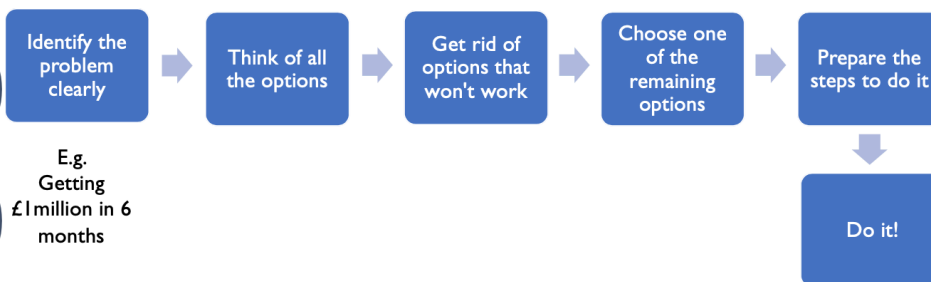 Identify the
problem
clearly
Think of all
the options
Get rid of
options that
won't work
Choose one
of the
remaining
options
Prepare the
steps to do it
Do it!
E.g.
Getting
£1million in 6
months